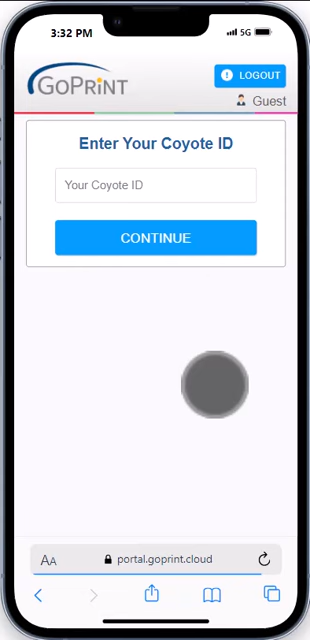 3:32 PM
5G
GOPRiNT
! LOGOUT
Guest
Enter Your Coyote ID
Your Coyote ID
CONTINUE
AA
portal.goprint.cloud